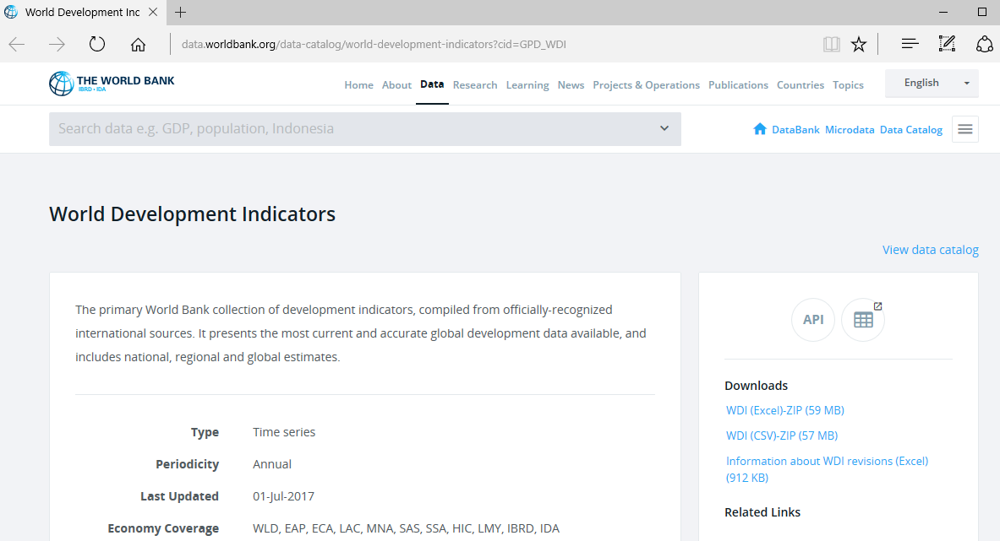 World Development Inc
data.worldbank.org/data-catalog/world-development-indicators?cid=GPD_WDI
THE WORLD BANK
IBRD • IDA
Home About Data Research Learning News Projects & Operations Publications Countries Topics
English
Search data e.g. GDP, population, Indonesia
DataBank Microdata Data Catalog
World Development Indicators
View data catalog
The primary World Bank collection of development indicators, compiled from officially-recognized
international sources. It presents the most current and accurate global development data available, and
includes national, regional and global estimates.
Type Time series
Periodicity Annual
Last Updated 01-Jul-2017
Economy Coverage WLD, EAP, ECA, LAC, MNA, SAS, SSA, HIC, LMY, IBRD, IDA
API
Downloads
WDI (Excel)-ZIP (59 MB)
WDI (CSV)-ZIP (57 MB)
Information about WDI revisions (Excel)
(912 KB)
Related Links